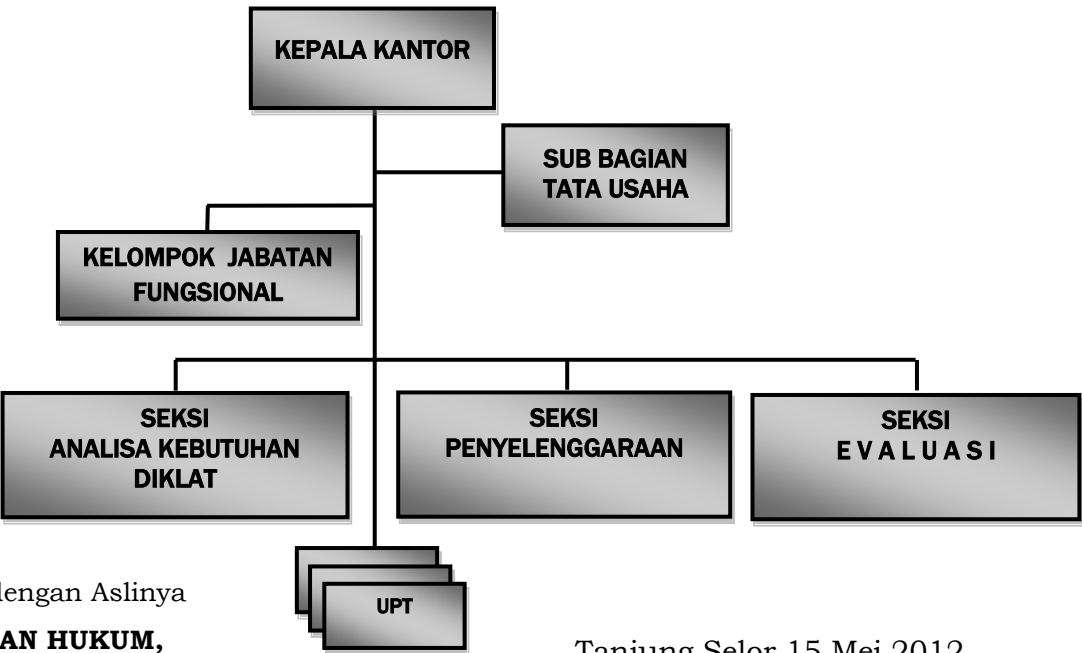 KEPALA KANTOR
SUB BAGIAN
TATA USAHA
KELOMPOK JABATAN
FUNGSIONAL
SEKSI
ANALISA KEBUTUHAN
DIKLAT
SEKSI
PENYELENGGARAAN
SEKSI
E V A L U A S I
UPT
dengan Aslinya
AN HUKUM,
Tanjung Selor 15 Mei 2012